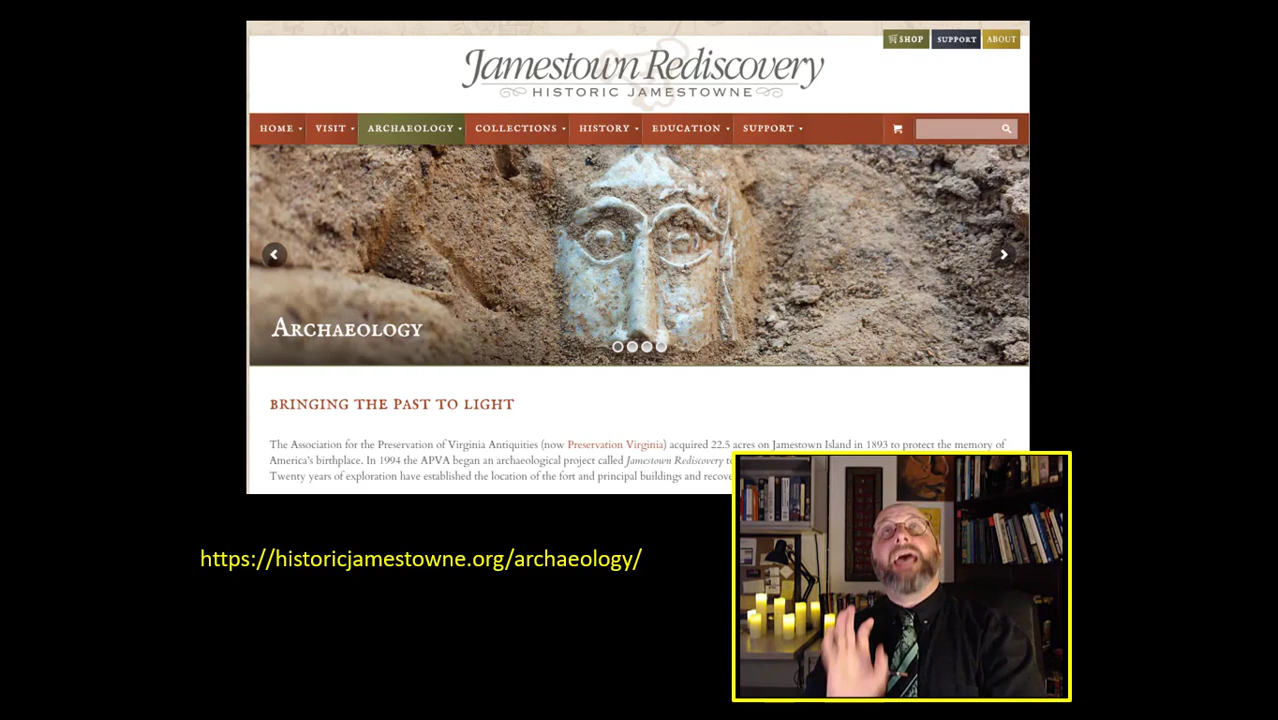 SHOP SUPPORT ABOUT
Jamestown Rediscovery
HISTORIC JAMESTOWNE
HOME VISIT ARCHAEOLOGY COLLECTIONS HISTORY EDUCATION SUPPORT
ARCHAEOLOGY
BRINGING THE PAST TO LIGHT
The Association for the Preservation of Virginia Antiquities (now Preservation Virginia) acquired 22.5 acres on Jamestown Island in 1893 to protect the memory of
America's birthplace. In 1994 the APVA began an archaeological project called Jamestown Rediscovery
Twenty years of exploration have established the location of the fort and principal buildings and
https://historicjamestowne.org/archaeology/